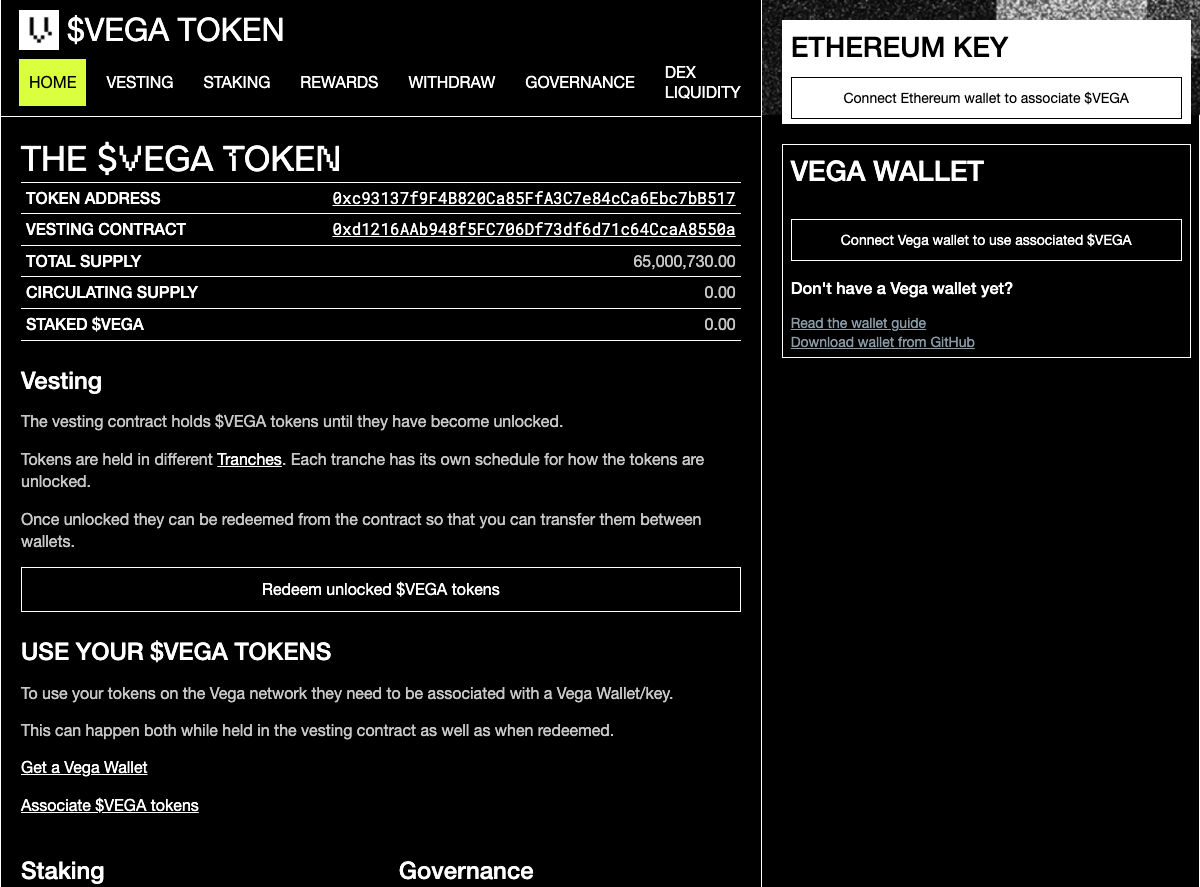 $VEGA TOKEN
HOME
VESTING
STAKING
REWARDS
WITHDRAW
GOVERNANCE
DEX
LIQUIDITY
THE $VEGA TOKEN
TOKEN ADDRESS 0xc93137f9F4B820Ca85FfA3C7e84cCa6Ebc7bB517
VESTING CONTRACT 0xd1216AAb948f5FC706Df73df6d71c64CcaA8550a
TOTAL SUPPLY 65,000,730.00
CIRCULATING SUPPLY 0.00
STAKED $VEGA 0.00
Vesting
The vesting contract holds $VEGA tokens until they have become unlocked.
Tokens are held in different Tranches. Each tranche has its own schedule for how the tokens are
unlocked.
Once unlocked they can be redeemed from the contract so that you can transfer them between
wallets.
Redeem unlocked $VEGA tokens
USE YOUR $VEGA TOKENS
To use your tokens on the Vega network they need to be associated with a Vega Wallet/key.
This can happen both while held in the vesting contract as well as when redeemed.
Get a Vega Wallet
Associate $VEGA tokens
Staking
Governance
ETHEREUM KEY
Connect Ethereum wallet to associate $VEGA
VEGA WALLET
Connect Vega wallet to use associated $VEGA
Don't have a Vega wallet yet?
Read the wallet guide
Download wallet from GitHub